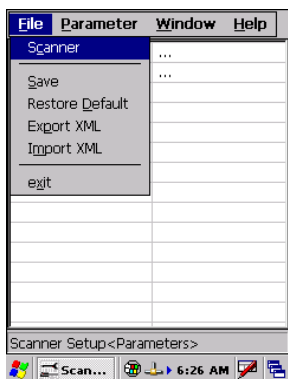 File Parameter Window Help
Scanner
...
...
Save
Restore Default
Export XML
Import XML
exit
Scanner Setup<Parameters>
Scan... 6:26 AM